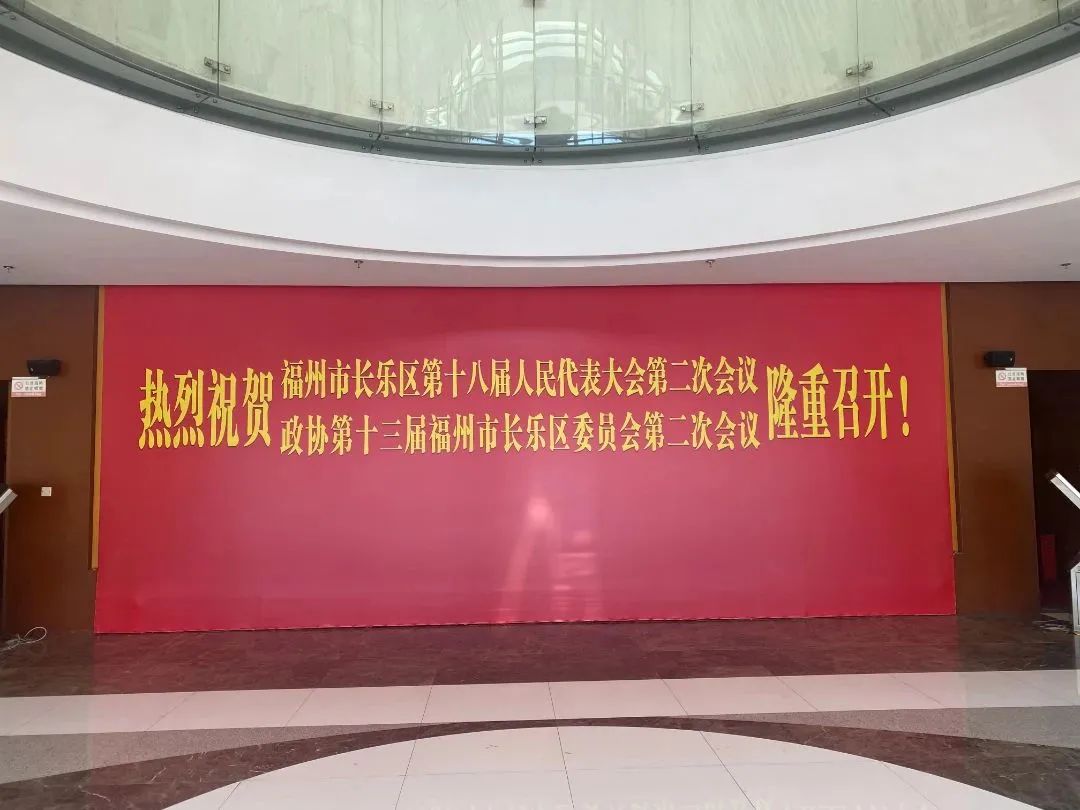 热烈祝贺
福州市长乐区第十八届人民代表大会第二次会议
政协第十三届福州市长乐区委员会第二次会议
隆重召开！